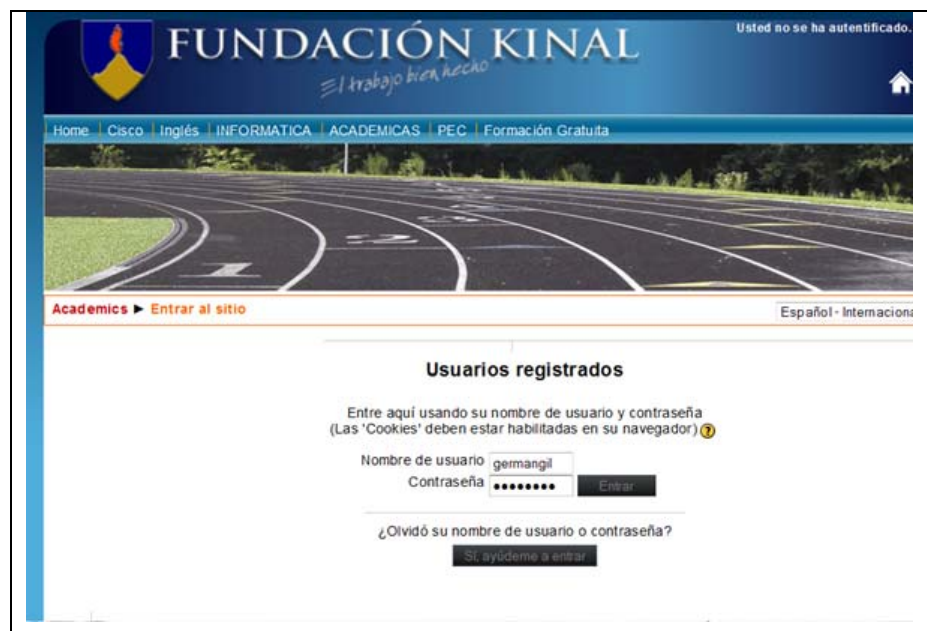 FUNDACIÓN KINAL
El trabajo bien hecho
Usted no se ha autentificado.
Home Cisco Inglés INFORMATICA ACADEMICAS PEC Formación Gratuita
1
2
Academics ► Entrar al sitio
Español - Internaciona
Usuarios registrados
Entre aquí usando su nombre de usuario y contraseña
(Las 'Cookies' deben estar habilitadas en su navegador) ?
Nombre de usuario germangil
Contraseña ●●●●●●●● Entrar
¿Olvidó su nombre de usuario o contraseña?
Sí, ayúdeme a entrar